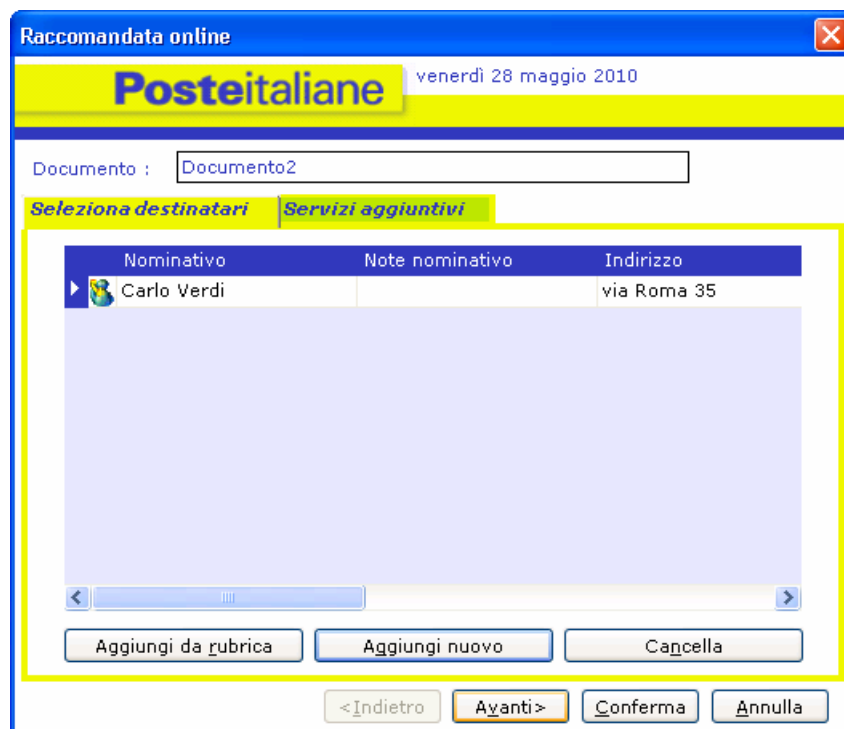 Raccomandata online
Posteitaliane
venerdì 28 maggio 2010
Documento : Documento2
Seleziona destinatari Servizi aggiuntivi
Nominativo Note nominativo Indirizzo
Carlo Verdi via Roma 35
Aggiungi da rubrica Aggiungi nuovo Cancella
<Indietro Avanti> Conferma Annulla